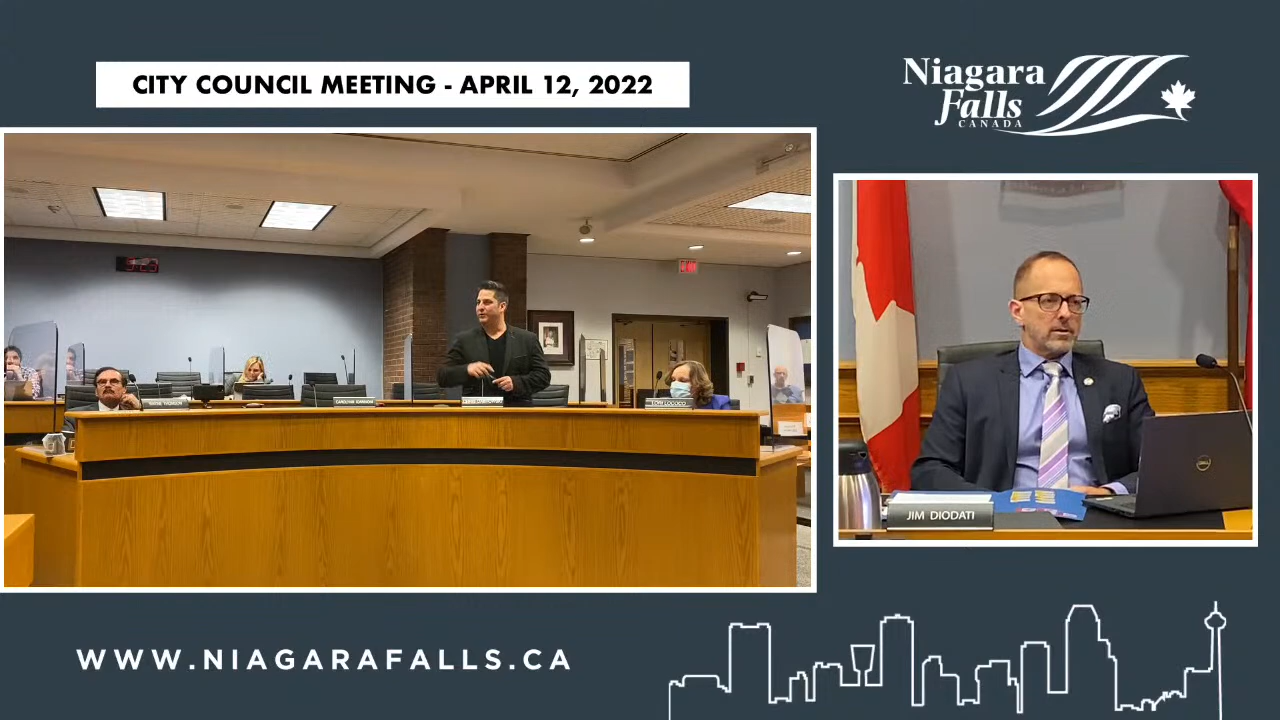 CITY COUNCIL MEETING - APRIL 12, 2022
Niagara
Falls
CANADA
JIM DIODATI
WWW.NIAGARAFALLS.CA